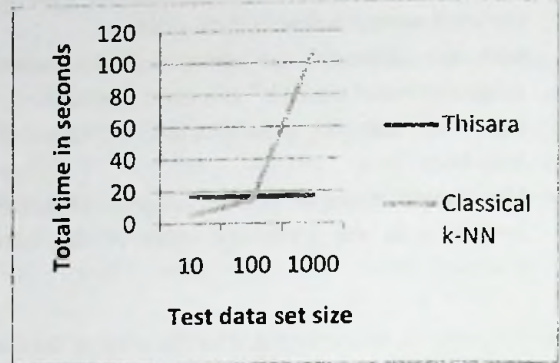 Total time in seconds
120
100
80
60
40
20
0
10 100 1000
Test data set size
Thisara
Classical
k-NN